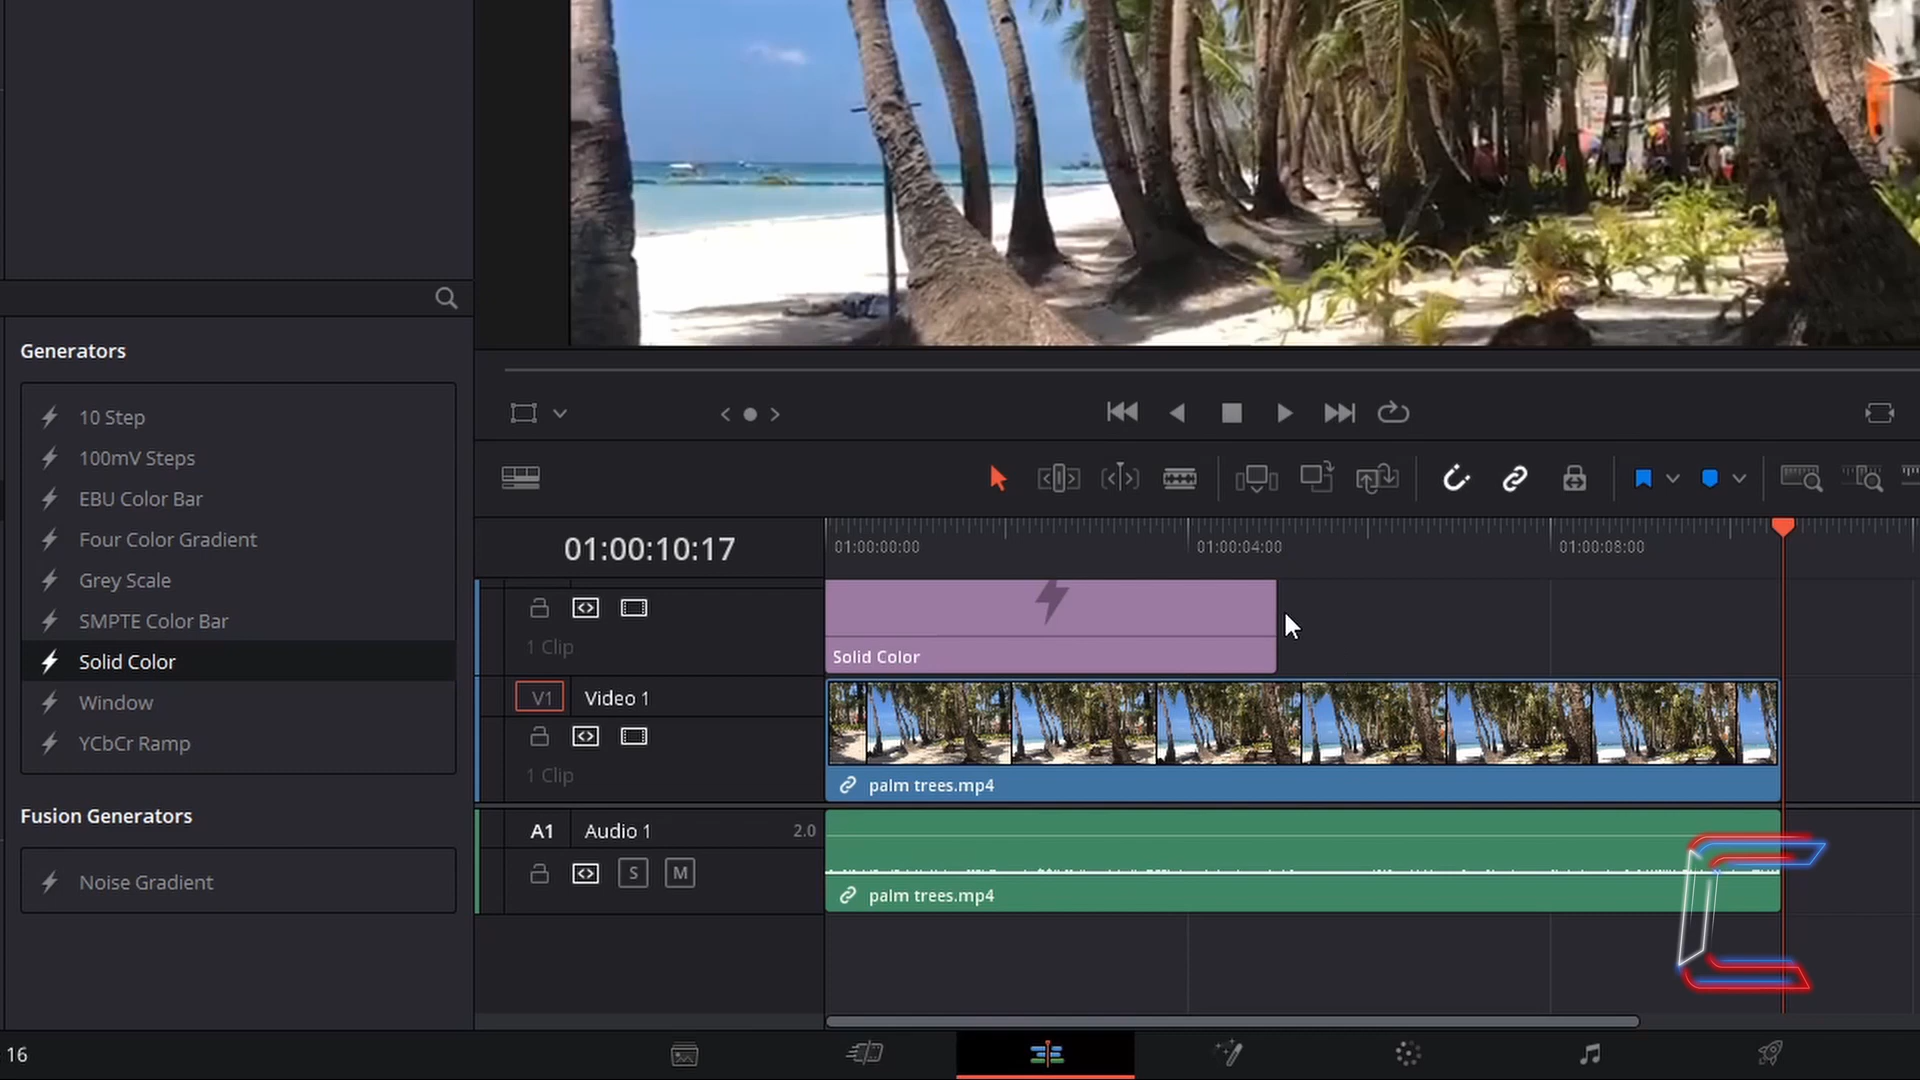 Generators
10 Step
100mV Steps
EBU Color Bar
Four Color Gradient
Grey Scale
SMPTE Color Bar
Solid Color
Window
YCbCr Ramp
Fusion Generators
Noise Gradient
16
01:00:10:17
01:00:00:00
01:00:04:00
01:00:08:00
1 Clip
Solid Color
V1
Video 1
1 Clip
palm trees.mp4
A1
Audio 1
2.0
S
M
palm trees.mp4